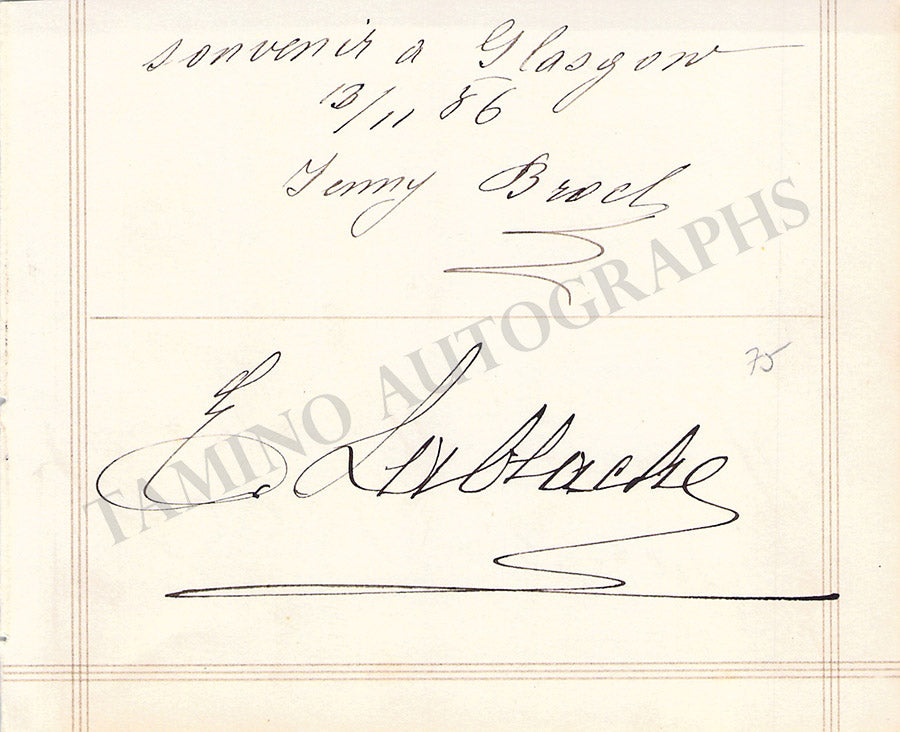 souvenir a Glasgow
13/11 86
Jenny Broch
75
E. Lablache
TAMINO AUTOGRAPHS